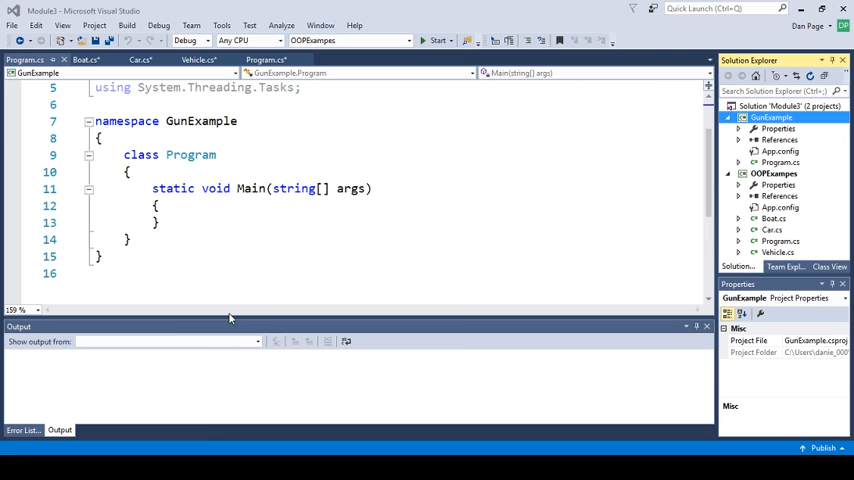 Module3 - Microsoft Visual Studio
Quick Launch (Ctrl+Q)
File Edit View Project Build Debug Team Tools Test Analyze Window Help
Dan Page
DP
Debug Any CPU OOPExamples Start
Program.cs Boat.cs* Car.cs* Vehicle.cs* Program.cs*
GunExample GunExample.Program Main(string[] args)
5 using System.Threading.Tasks;
6
7 namespace GunExample
8 {
9 class Program
10 {
11 static void Main(string[] args)
12 {
13 }
14 }
15 }
16
159 %
Output
Show output from:
Error List... Output
Solution Explorer
Search Solution Explorer (Ctrl+;)
Solution 'Module3' (2 projects)
GunExample
Properties
References
App.config
Program.cs
OOPExampes
Properties
References
App.config
Boat.cs
Car.cs
Program.cs
Vehicle.cs
Solution... Team Expl... Class View
Properties
GunExample Project Properties
Misc
Project File GunExample.csproj
Project Folder C:\Users\danie_000\
Misc
Publish